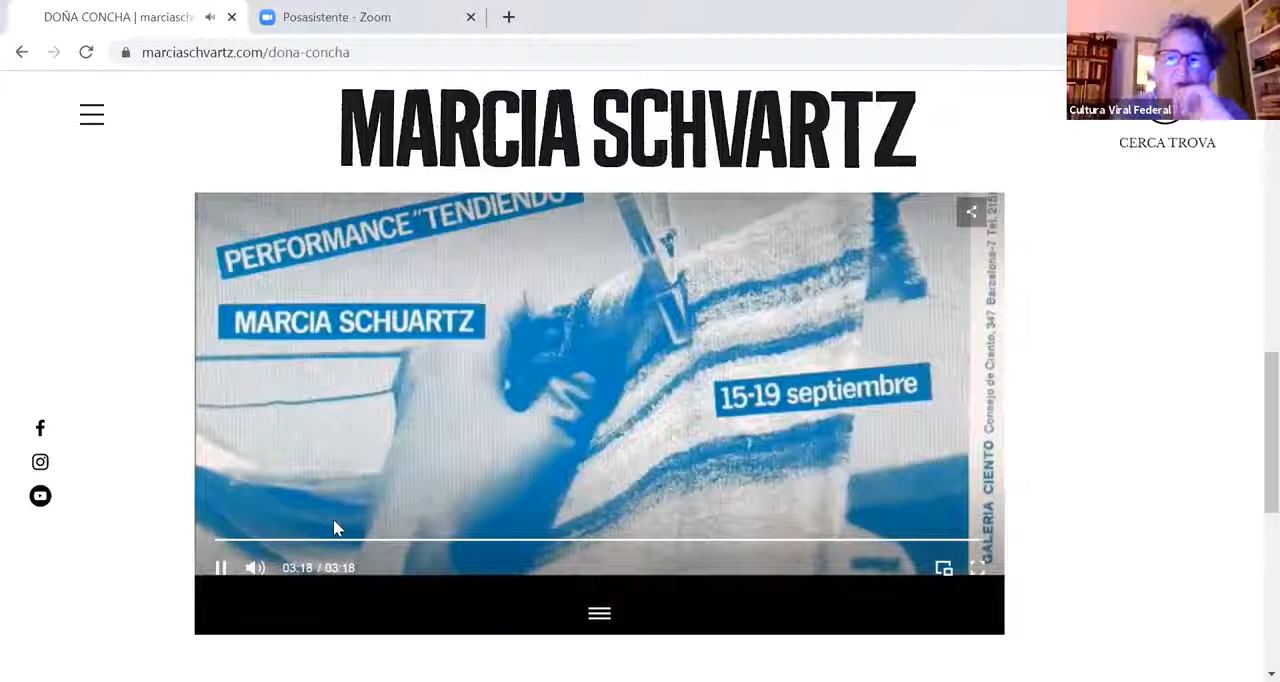 DOÑA CONCHA | marciasch
Posasistente - Zoom
marciaschvartz.com/dona-concha
Cultura Viral Federal
MARCIA SCHVARTZ
CERCA TROVA
PERFORMANCE "TENDIENDO
MARCIA SCHUARTZ
15-19 septiembre
GALERIA CIENTO Consejo de Ciento, 347 Barcelona-7 Tel. 215
03:18 / 03:18